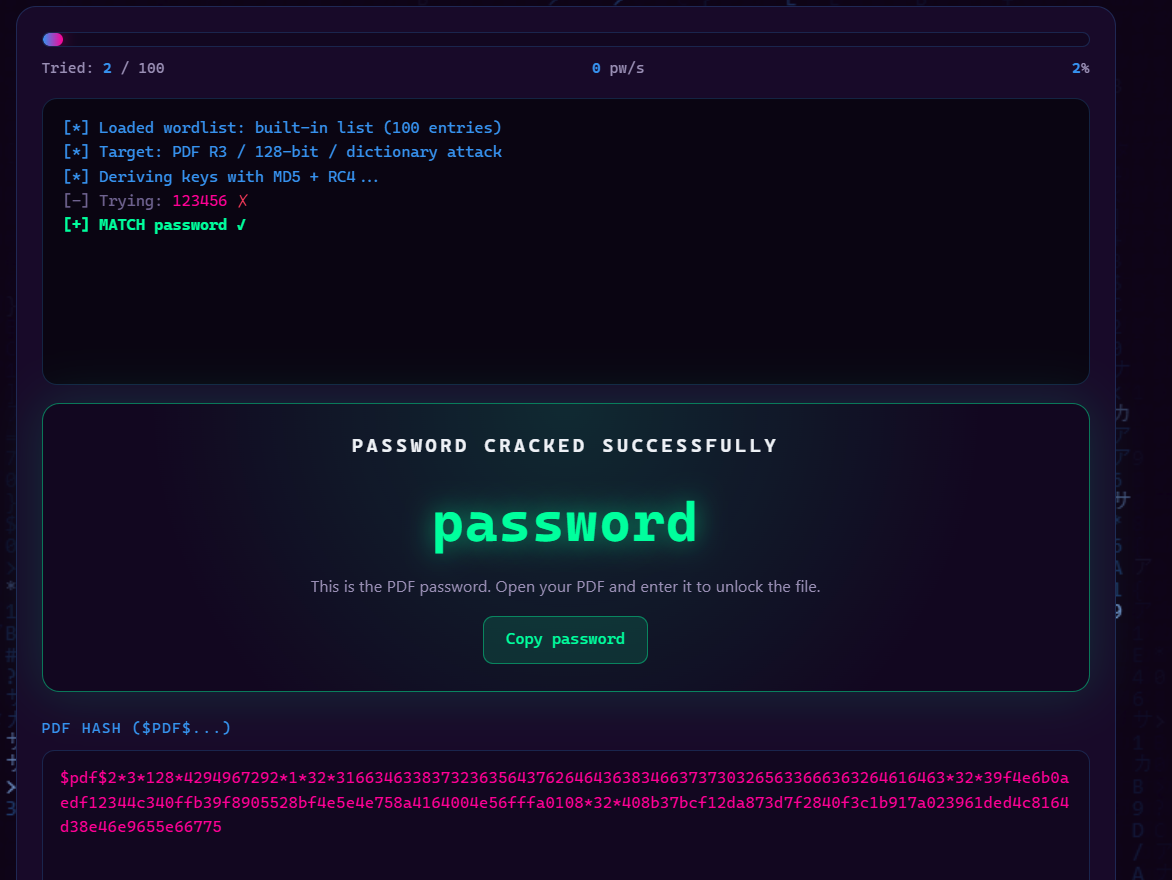 Tried: 2 / 100 0 pw/s 2%
[*] Loaded wordlist: built-in list (100 entries)
[*] Target: PDF R3 / 128-bit / dictionary attack
[*] Deriving keys with MD5 + RC4...
[-] Trying: 123456 ✗
[+] MATCH password ✓
PASSWORD CRACKED SUCCESSFULLY
password
This is the PDF password. Open your PDF and enter it to unlock the file.
Copy password
PDF HASH ($PDF$...)
$pdf$2*3*128*4294967292*1*32*31663463383732363564376264643638346637373032656336663632646164 63*32*39f4e6b0a
edf12344c340ffb39f8905528bf4e5e4e758a4164004e56fffa0108*32*408b37bcf12da873d7f2840f3c1b917a023961ded4c8164
d38e46e9655e66775